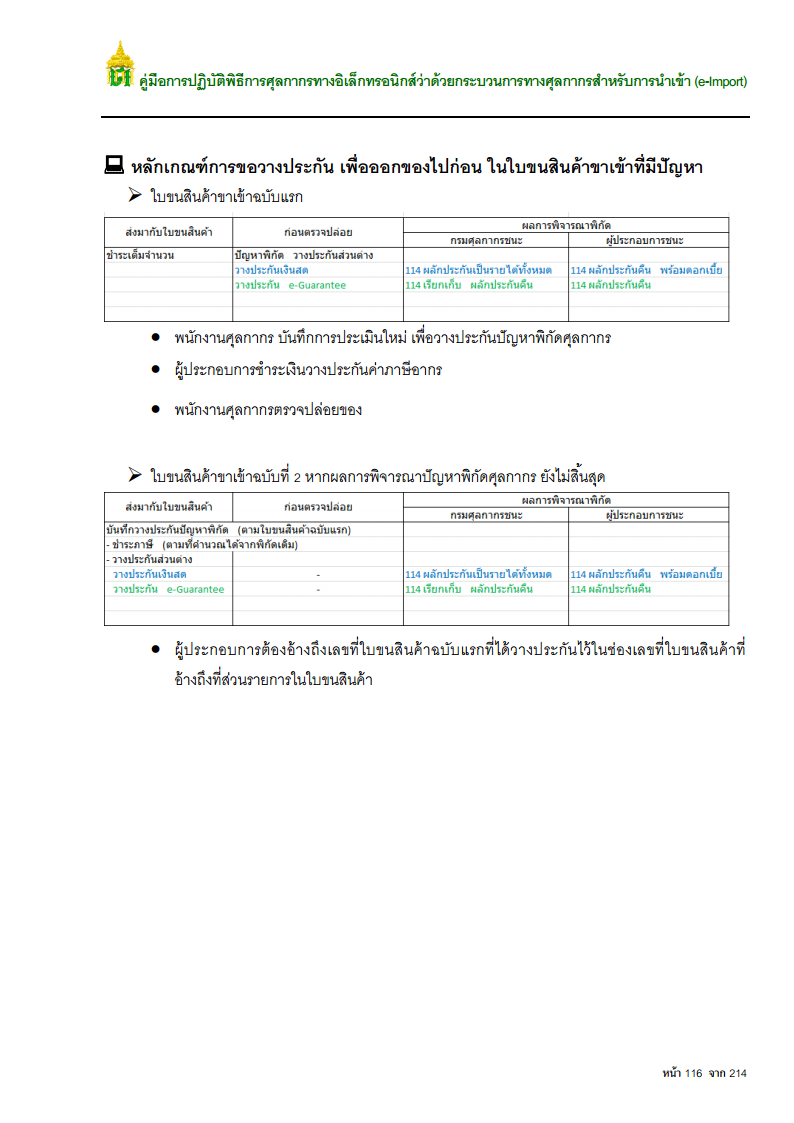 คู่มือการปฏิบัติพิธีการศุลกากรทางอิเล็กทรอนิกส์ว่าด้วยกระบวนการทางศุลกากรสำหรับการนำเข้า (e-Import)
หลักเกณฑ์การขอวางประกัน เพื่อออกของไปก่อน ในใบขนสินค้าขาเข้าที่มีปัญหา
➢ ใบขนสินค้าขาเข้าฉบับแรก
ส่งมากับใบขนสินค้า ก่อนตรวจปล่อย ผลการพิจารณาพิกัด
กรมศุลกากรชนะ ผู้ประกอบการชนะ
ชำระเต็มจำนวน ปัญหาพิกัด วางประกันส่วนต่าง
วางประกันเงินสด 114 ผลักประกันเป็นรายได้ทั้งหมด 114 ผลักประกันคืน พร้อมดอกเบี้ย
วางประกัน e-Guarantee 114 เรียกเก็บ ผลักประกันคืน 114 ผลักประกันคืน
● พนักงานศุลกากร บันทึกการประเมินใหม่ เพื่อวางประกันปัญหาพิกัดศุลกากร
● ผู้ประกอบการชำระเงินวางประกันค่าภาษีอากร
● พนักงานศุลกากรตรวจปล่อยของ
➢ ใบขนสินค้าขาเข้าฉบับที่ 2 หากผลการพิจารณาปัญหาพิกัดศุลกากร ยังไม่สิ้นสุด
ส่งมากับใบขนสินค้า ก่อนตรวจปล่อย ผลการพิจารณาพิกัด
กรมศุลกากรชนะ ผู้ประกอบการชนะ
บันทึกวางประกันปัญหาพิกัด (ตามใบขนสินค้าฉบับแรก)
- ชำระภาษี (ตามที่คำนวณได้จากพิกัดเดิม)
- วางประกันส่วนต่าง
วางประกันเงินสด - 114 ผลักประกันเป็นรายได้ทั้งหมด 114 ผลักประกันคืน พร้อมดอกเบี้ย
วางประกัน e-Guarantee - 114 เรียกเก็บ ผลักประกันคืน 114 ผลักประกันคืน
● ผู้ประกอบการต้องอ้างถึงเลขที่ใบขนสินค้าฉบับแรกที่ได้วางประกันไว้ในช่องเลขที่ใบขนสินค้าที่
อ้างถึงที่ส่วนรายการในใบขนสินค้า
หน้า 116 จาก 214